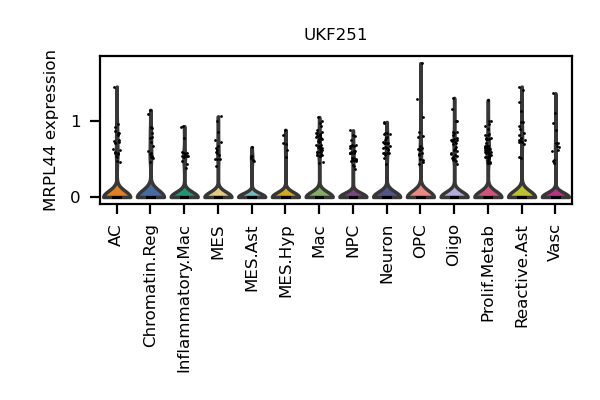 UKF251
MRPL44 expression
1
0
AC
Chromatin.Reg
Inflammatory.Mac
MES
MES.Ast
MES.Hyp
Mac
NPC
Neuron
OPC
Oligo
Prolif.Metab
Reactive.Ast
Vasc